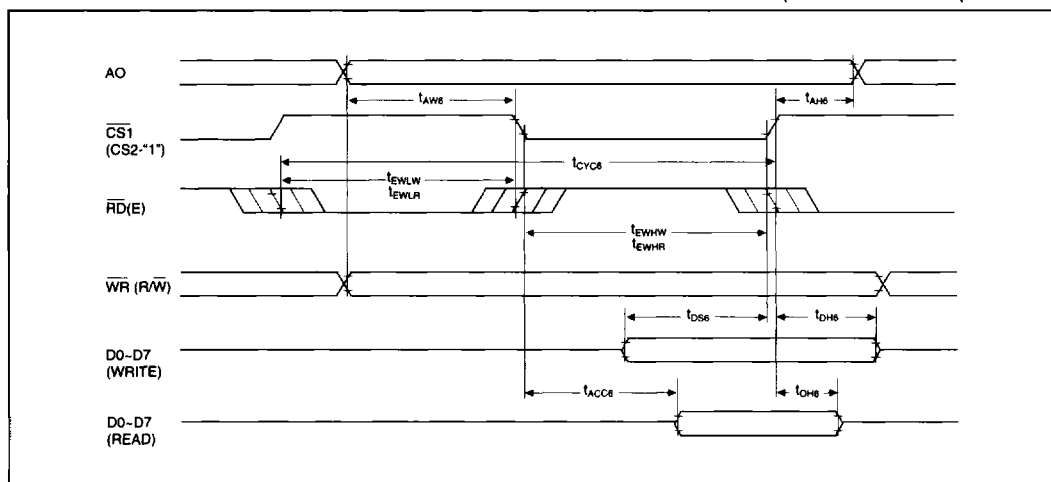 AO
tAW6
tAH6
CS1
(CS2-"1")
tCYC6
tEWLW
tEWLR
RD(E)
tEWHW
tEWHR
WR (R/W)
tDS6
tDH6
D0~D7
(WRITE)
tACC6
tOH6
D0~D7
(READ)